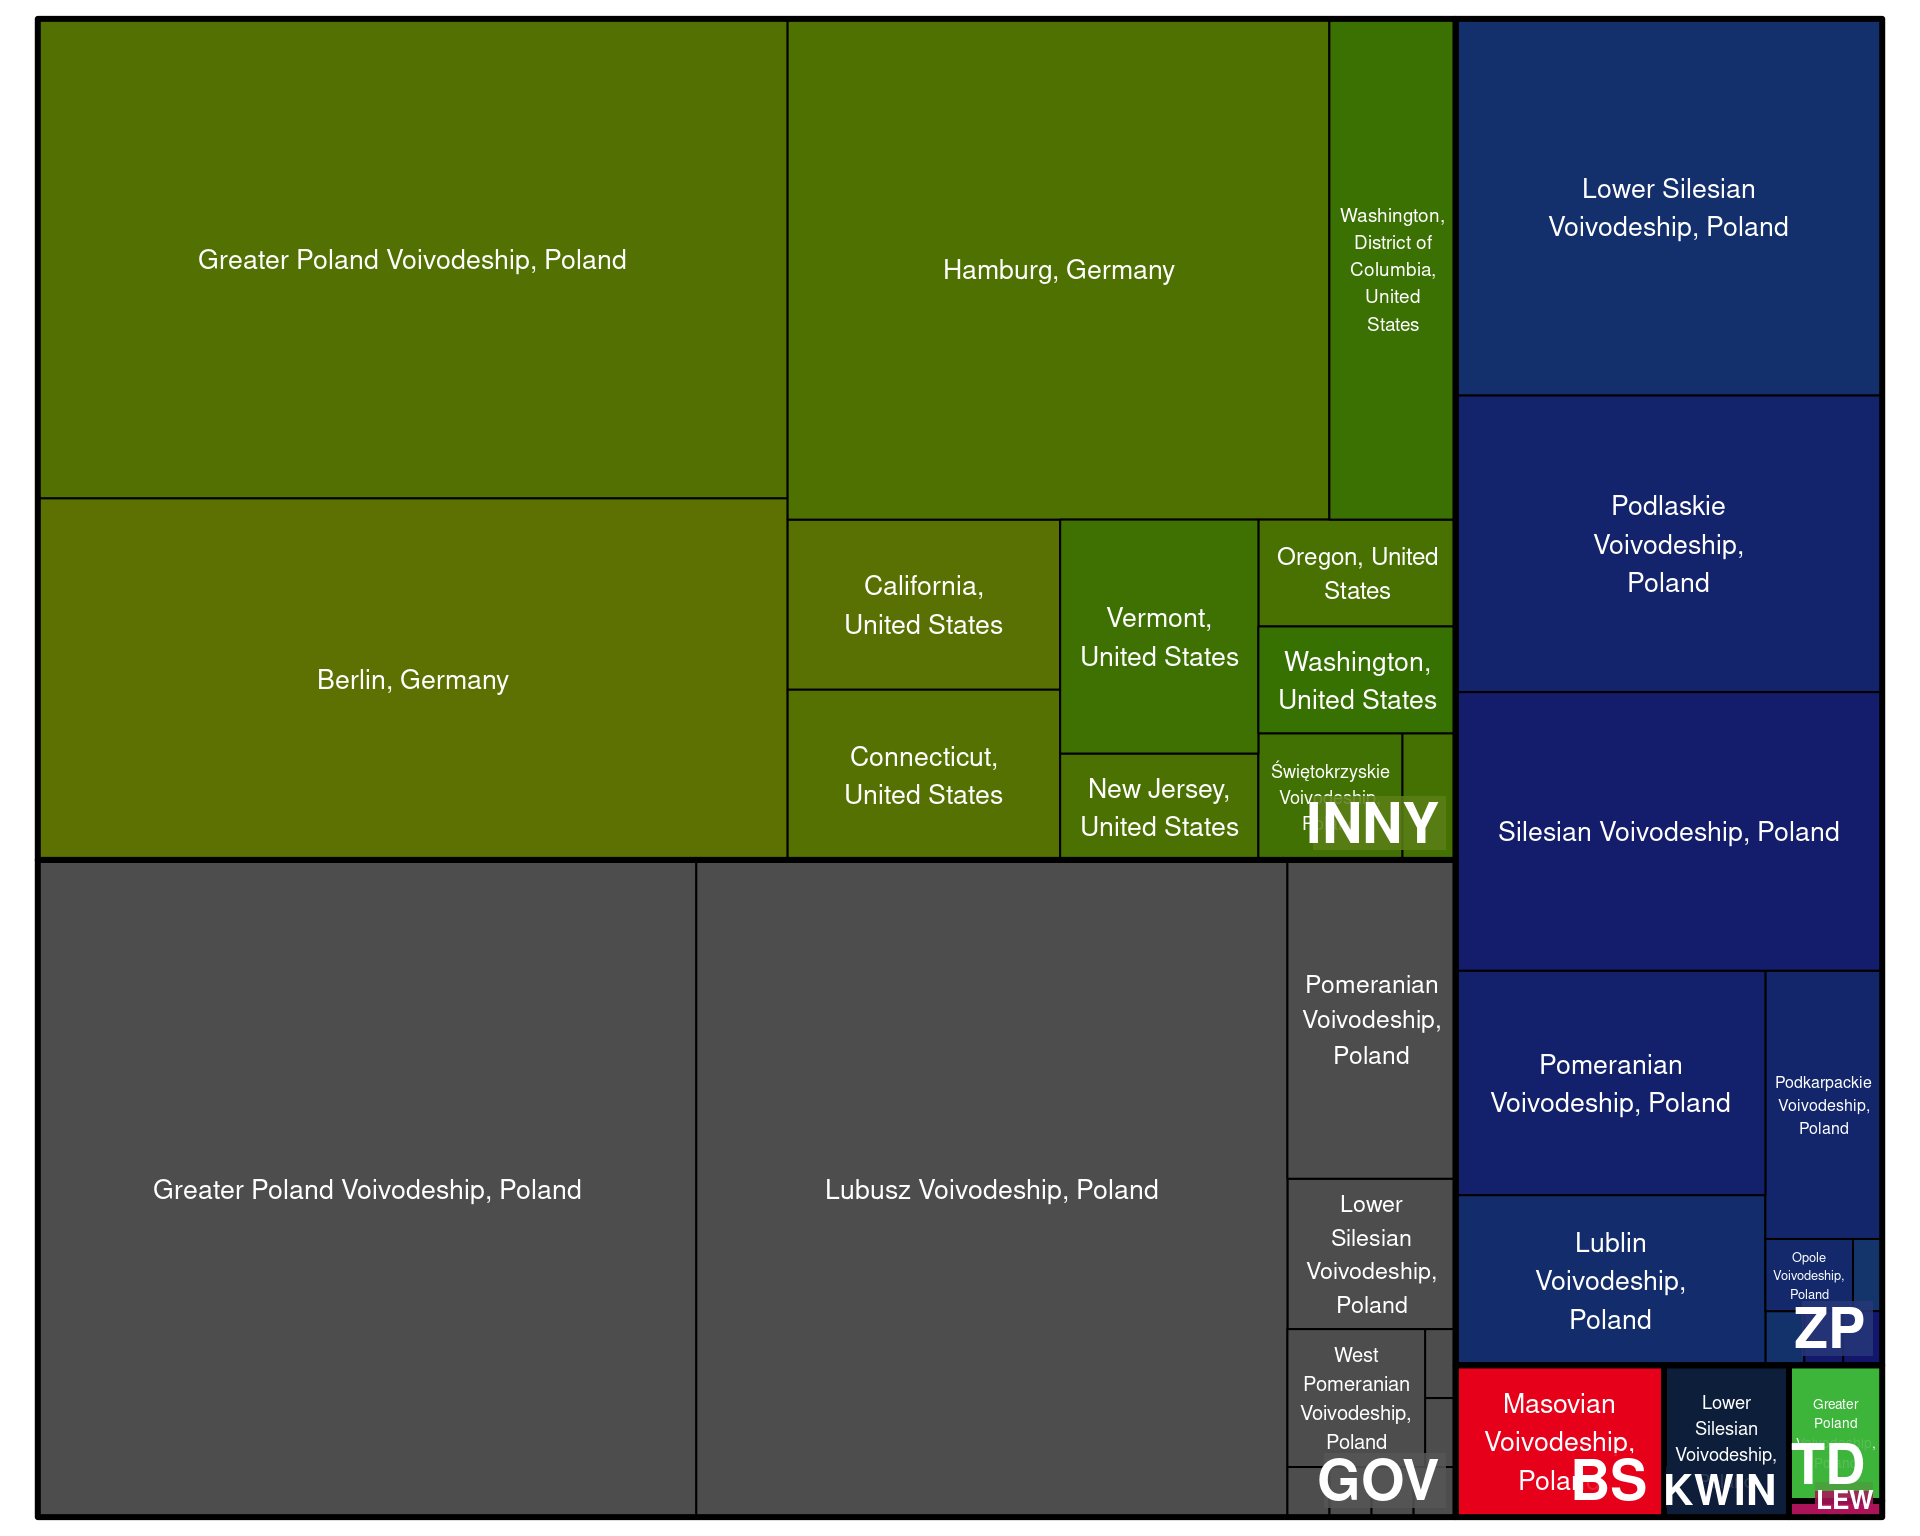 Greater Poland Voivodeship, Poland
Berlin, Germany
Hamburg, Germany
Washington,
District of
Columbia,
United
States
California,
United States
Connecticut,
United States
Vermont,
United States
New Jersey,
United States
Oregon, United
States
Washington,
United States
Świętokrzyskie
Voivodeship,
INNY
Greater Poland Voivodeship, Poland
Lubusz Voivodeship, Poland
Pomeranian
Voivodeship,
Poland
Lower
Silesian
Voivodeship,
Poland
West
Pomeranian
Voivodeship,
Poland
GOV
Lower Silesian
Voivodeship, Poland
Podlaskie
Voivodeship,
Poland
Silesian Voivodeship, Poland
Pomeranian
Voivodeship, Poland
Lublin
Voivodeship,
Poland
Podkarpackie
Voivodeship,
Poland
Opole
Voivodeship,
Poland
ZP
Masovian
Voivodeship,
Poland
BS
Lower
Silesian
Voivodeship,
KWIN
Greater
Poland
TD
LEW